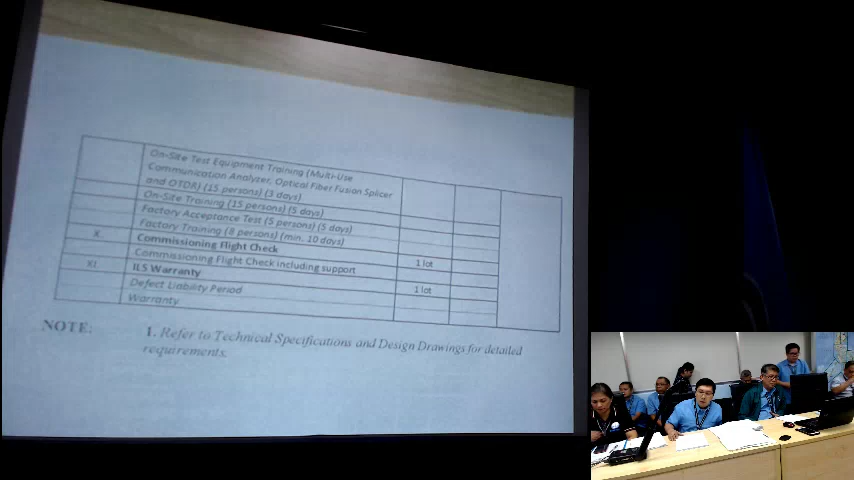 On-Site Test Equipment Training (Multi-Use
Communication Analyzer, Optical Fiber Fusion Splicer
and OTDR) (15 persons) (3 days)
On-Site Training (15 persons) (5 days)
Factory Acceptance Test (5 persons) (5 days)
Factory Training (8 persons) (min. 10 days)
X. Commissioning Flight Check
Commissioning Flight Check including support 1 lot
XI. ILS Warranty
Defect Liability Period 1 lot
Warranty
NOTE: 1. Refer to Technical Specifications and Design Drawings for detailed
requirements.